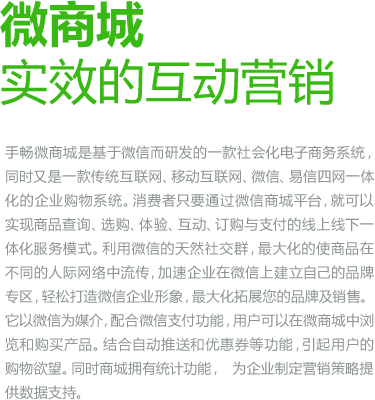 微商城
实效的互动营销
手畅微商城是基于微信而研发的一款社会化电子商务系统，
同时又是一款传统互联网、移动互联网、微信、易信四网一体
化的企业购物系统。消费者只要通过微信商城平台，就可以
实现商品查询、选购、体验、互动、订购与支付的线上线下一
体化服务模式。利用微信的天然社交群，最大化的使商品在
不同的人际网络中流传，加速企业在微信上建立自己的品牌
专区，轻松打造微信企业形象，最大化拓展您的品牌及销售。
它以微信为媒介，配合微信支付功能，用户可以在微商城中浏
览和购买产品。结合自动推送和优惠券等功能，引起用户的
购物欲望。同时商城拥有统计功能， 为企业制定营销策略提
供数据支持。